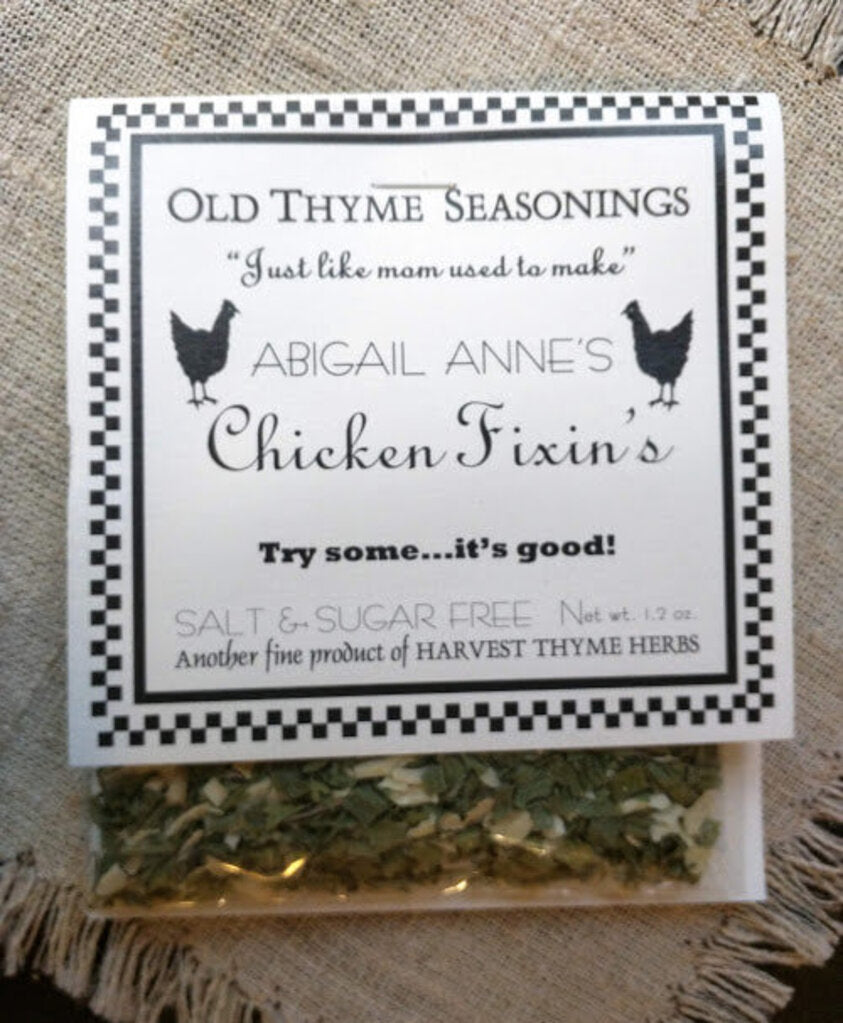 OLD THYME SEASONINGS
“Just like mom used to make”
ABIGAIL ANNE'S
Chicken Fixin's
Try some...it's good!
SALT & SUGAR FREE Net wt. 1.2 oz.
Another fine product of HARVEST THYME HERBS